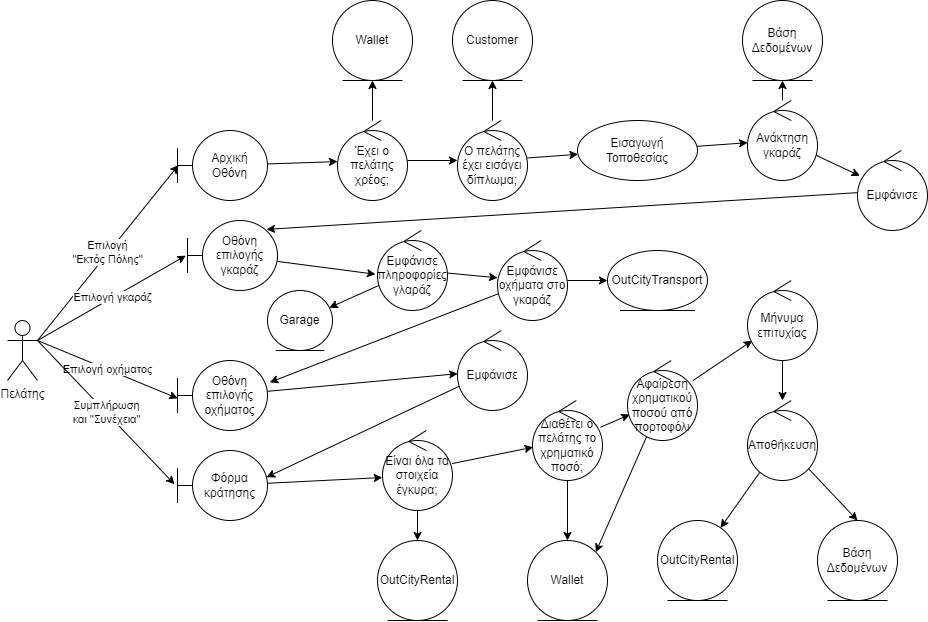 Wallet
Customer
Βάση
Δεδομένων
Αρχική
Οθόνη
Έχει ο
πελάτης
χρέος;
Ο πελάτης
έχει εισάγει
δίπλωμα;
Εισαγωγή
Τοποθεσίας
Ανάκτηση
γκαράζ
Εμφάνισε
Επιλογή
"Εκτός Πόλης"
Οθόνη
επιλογής
γκαράζ
Εμφάνισε
πληροφορίες
γλαράζ
Εμφάνισε
οχήματα στο
γκαράζ
OutCityTransport
Επιλογή γκαράζ
Garage
Μήνυμα
επιτυχίας
Πελάτης
Επιλογή οχήματος
Οθόνη
επιλογής
οχήματος
Εμφάνισε
Αφαίρεση
χρηματικού
ποσού από
πορτοφόλι
Συμπλήρωση
και "Συνέχεια"
Διαθέτει ο
πελάτης το
χρηματικό
ποσό;
Αποθήκευση
Φόρμα
κράτησης
Είναι όλα τα
στοιχεία
έγκυρα;
OutCityRental
Wallet
OutCityRental
Βάση
Δεδομένων